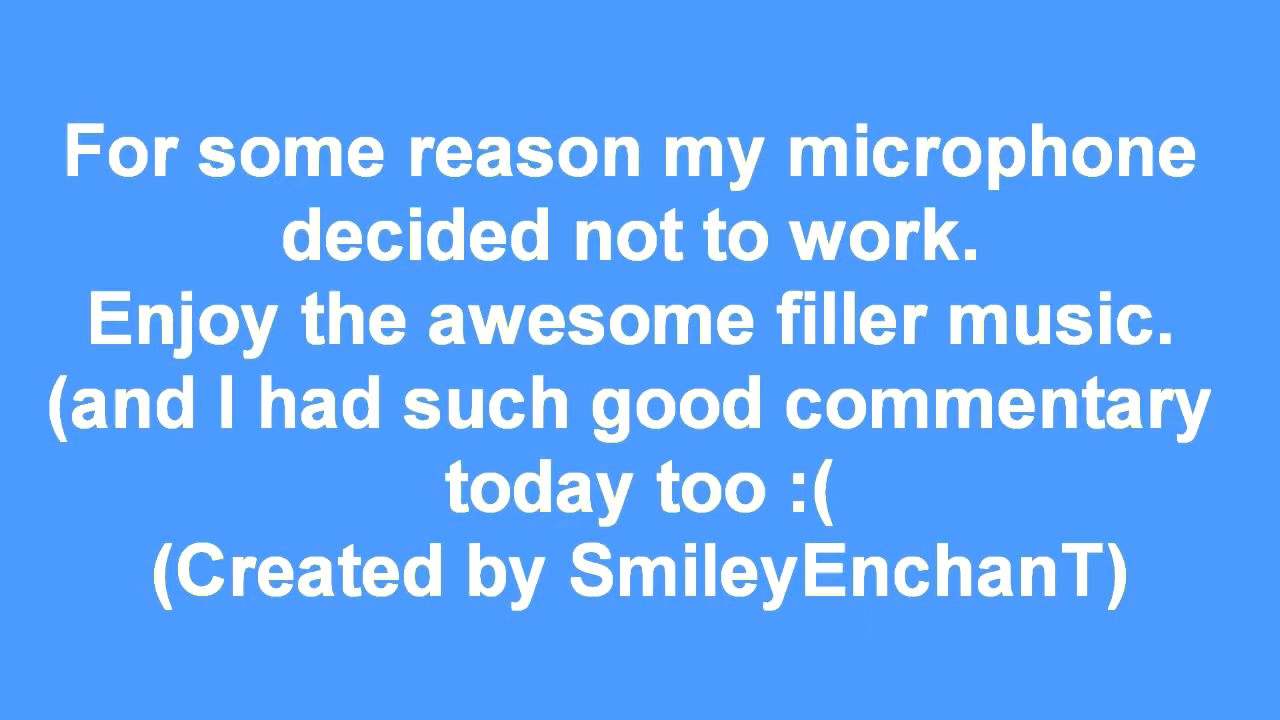 For some reason my microphone
decided not to work.
Enjoy the awesome filler music.
(and I had such good commentary
today too :(
(Created by SmileyEnchanT)